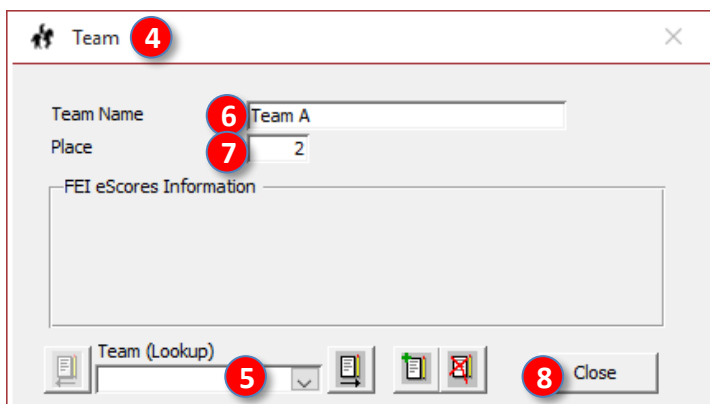 Team 4
Team Name 6 Team A
Place 7 2
FEI eScores Information
Team (Lookup)
5
8 Close